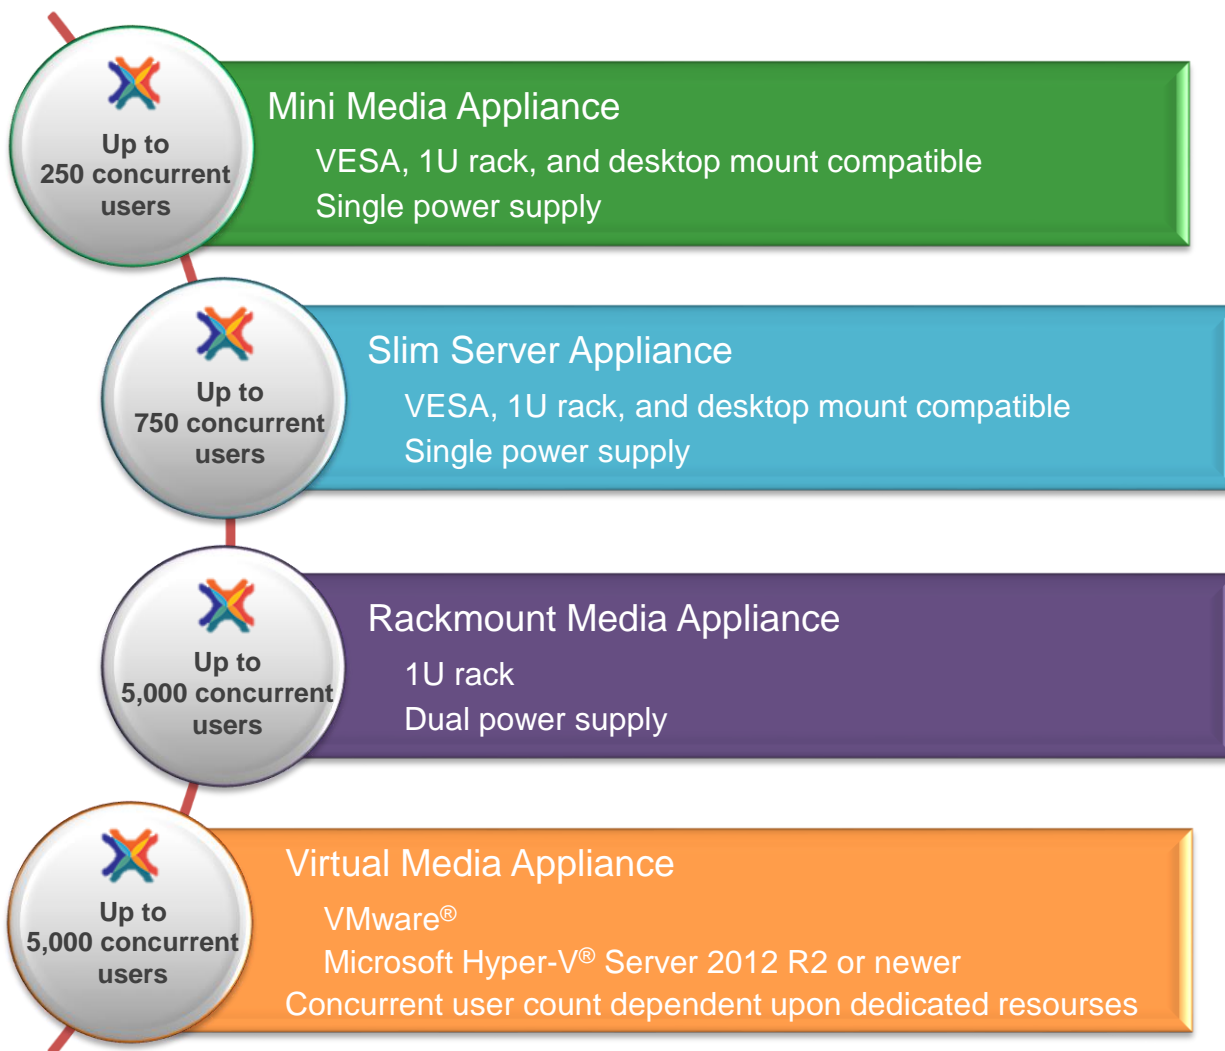 Up to
250 concurrent
users
Mini Media Appliance
VESA, 1U rack, and desktop mount compatible
Single power supply
Up to
750 concurrent
users
Slim Server Appliance
VESA, 1U rack, and desktop mount compatible
Single power supply
Up to
5,000 concurrent
users
Rackmount Media Appliance
1U rack
Dual power supply
Up to
5,000 concurrent
users
Virtual Media Appliance
VMware®
Microsoft Hyper-V® Server 2012 R2 or newer
Concurrent user count dependent upon dedicated resourses